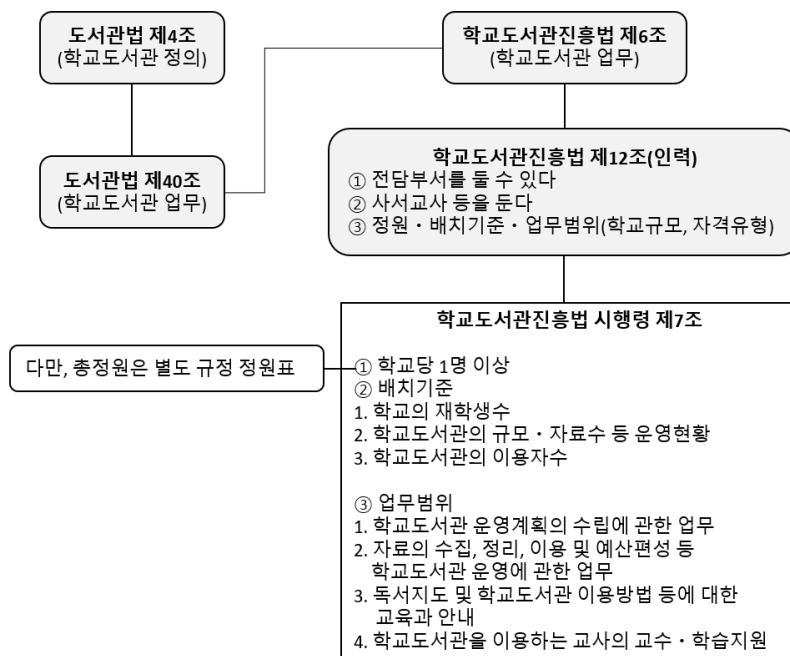 도서관법 제4조
(학교도서관 정의)
학교도서관진흥법 제6조
(학교도서관 업무)
도서관법 제40조
(학교도서관 업무)
학교도서관진흥법 제12조(인력)
① 전담부서를 둘 수 있다
② 사서교사 등을 둔다
③ 정원・배치기준・업무범위(학교규모, 자격유형)
학교도서관진흥법 시행령 제7조
다만, 총정원은 별도 규정 정원표
① 학교당 1명 이상
② 배치기준
1. 학교의 재학생수
2. 학교도서관의 규모・자료수 등 운영현황
3. 학교도서관의 이용자수
③ 업무범위
1. 학교도서관 운영계획의 수립에 관한 업무
2. 자료의 수집, 정리, 이용 및 예산편성 등
학교도서관 운영에 관한 업무
3. 독서지도 및 학교도서관 이용방법 등에 대한
교육과 안내
4. 학교도서관을 이용하는 교사의 교수・학습지원